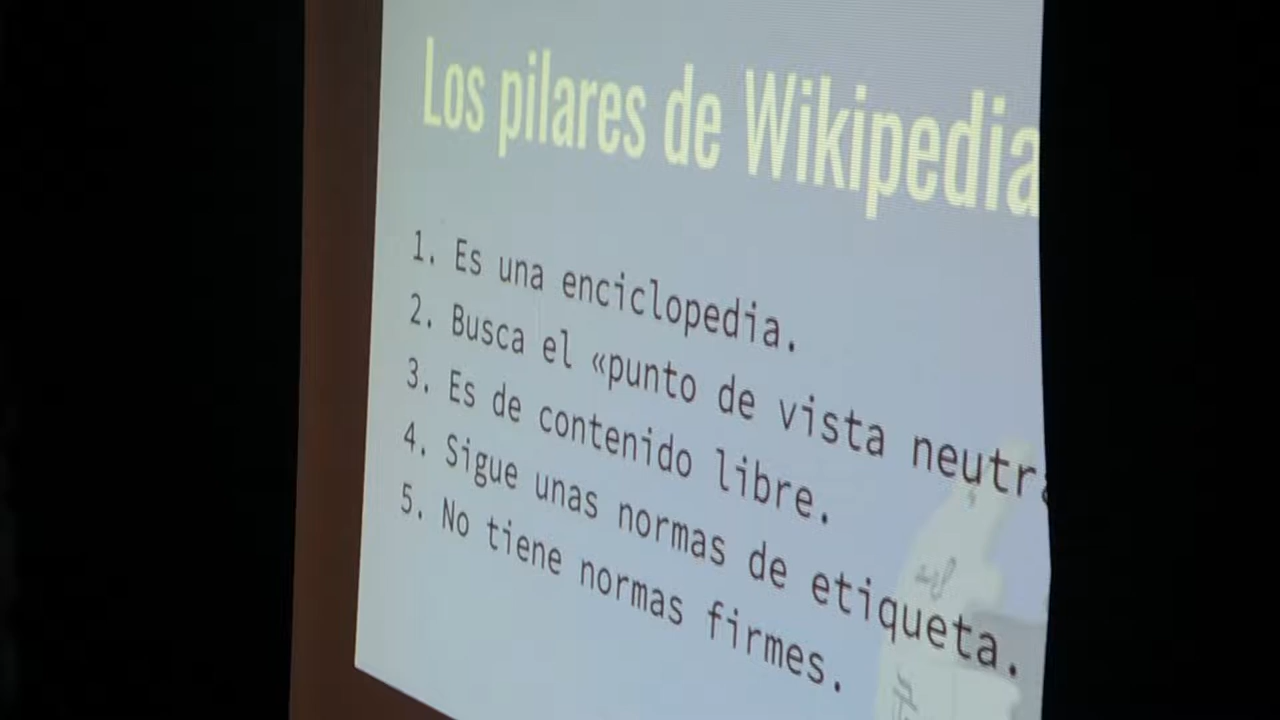 Los pilares de Wikipedia
1. Es una enciclopedia.
2. Busca el «punto de vista neutr
3. Es de contenido libre.
4. Sigue unas normas de etiqueta.
5. No tiene normas firmes.